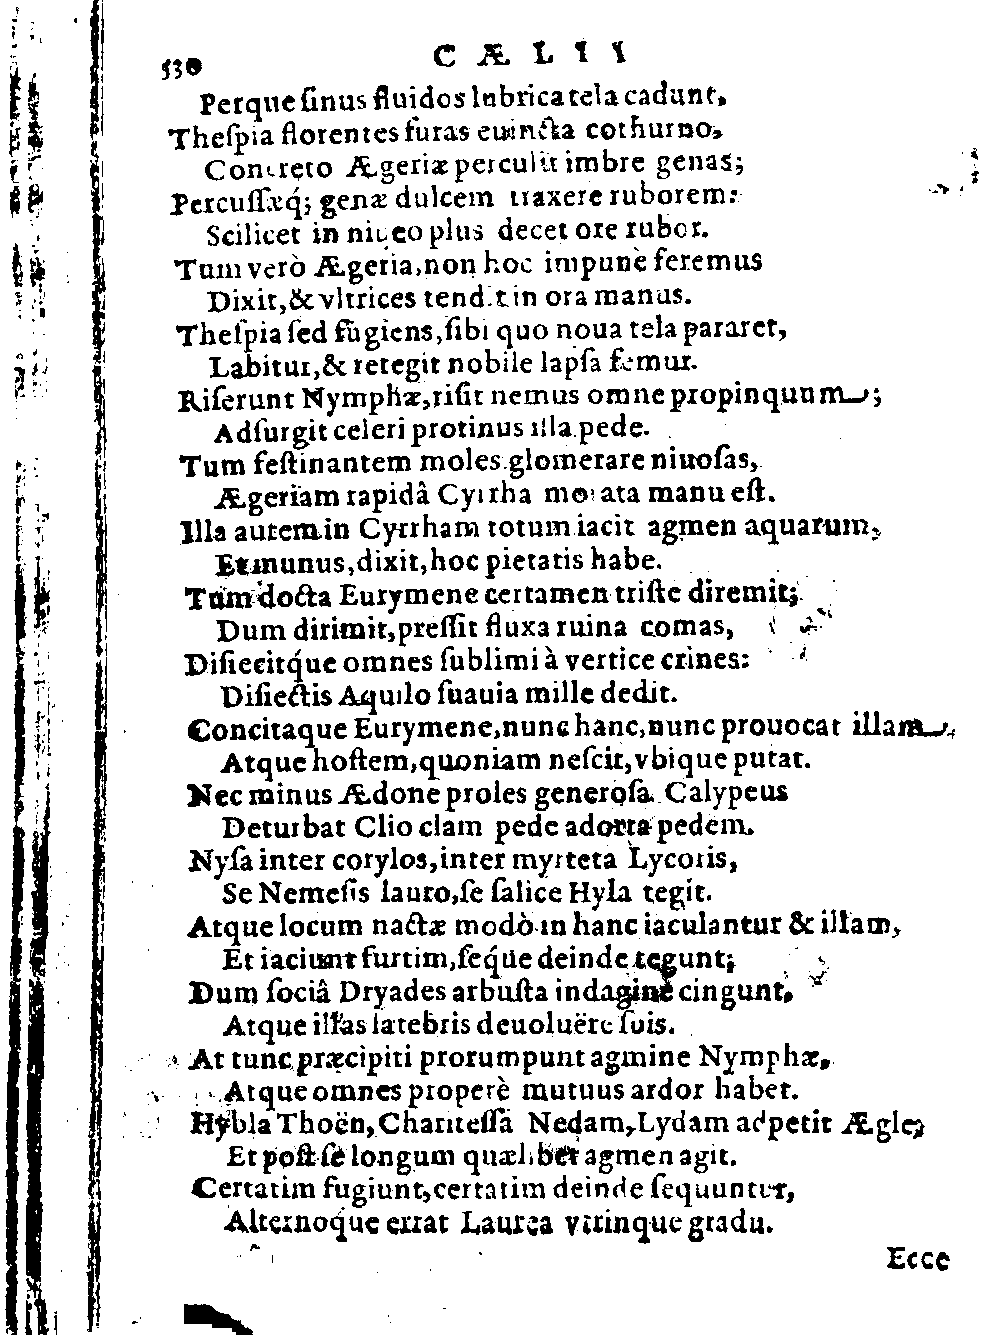 530 CÆLII
Perque ſinus fluidos lubrica tela cadunt,
Theſpia florentes furas euincta cothurno,
Concreto Ægeriæ perculit imbre genas;
Percuſſæq́; genæ dulcem traxere ruborem:
Scilicet in niueo plus decet ore rubor.
Tum verò Ægeria, non hoc impunè feremus
Dixit, & vltrices tendit in ora manus.
Theſpia ſed fugiens, ſibi quo noua tela pararet,
Labitur, & retegit nobile lapſa femur.
Riſerunt Nymphæ, riſit nemus omne propinquum;
Adſurgit celeri protinus illa pede.
Tum feſtinantem moles glomerare niuoſas,
Ægeriam rapidâ Cyrrha morata manu eſt.
Illa autem in Cyrrham totum iacit agmen aquarum,
Et munus, dixit, hoc pietatis habe.
Tum docta Eurymene certamen triſte diremit;
Dum dirimit, preſſit fluxa ruina comas,
Diſiecitq́ue omnes ſublimi à vertice crines:
Diſiectis Aquilo ſuauia mille dedit.
Concitaque Eurymene, nunc hanc, nunc prouocat illam,
Atque hoſtem, quoniam neſcit, vbique putat.
Nec minus Ædone proles generoſa Calypeus
Deturbat Clio clam pede adorta pedem.
Nyſa inter corylos, inter myrteta Lycoris,
Se Nemeſis lauro, ſe ſalice Hyla tegit.
Atque locum nactæ modò in hanc iaculantur & illam,
Et iaciunt furtim, ſeq́ue deinde tegunt;
Dum ſociâ Dryades arbuſta indagine cingunt,
Atque illas latebris deuoluëre ſuis.
At tunc præcipiti prorumpunt agmine Nymphæ,
Atque omnes properè mutuus ardor habet.
Hybla Thoën, Chariteſſa Nedam, Lydam adpetit Ægle,
Et poſt ſe longum quælibet agmen agit.
Certatim fugiunt, certatim deinde ſequuntur,
Alternoq́ue errat Laurea vtrinque gradu.
Ecce